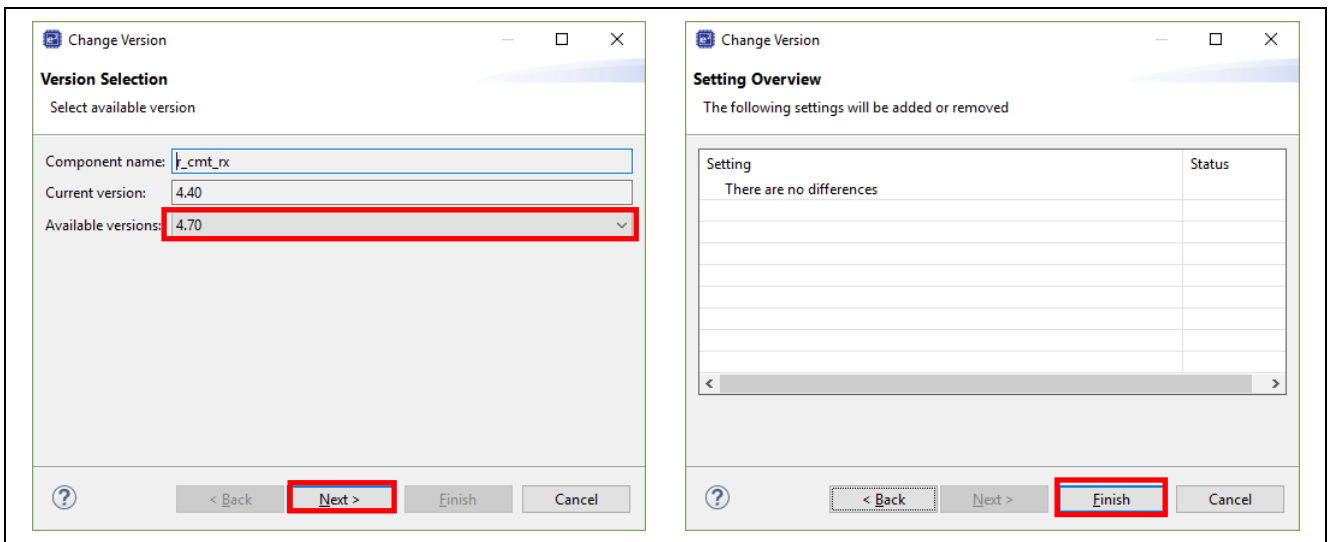 Change Version
Version Selection
Select available version
Component name: r_cmt_rx
Current version: 4.40
Available versions: 4.70
< Back Next > Finish Cancel
Change Version
Setting Overview
The following settings will be added or removed
Setting Status
There are no differences
< Back Next > Finish Cancel